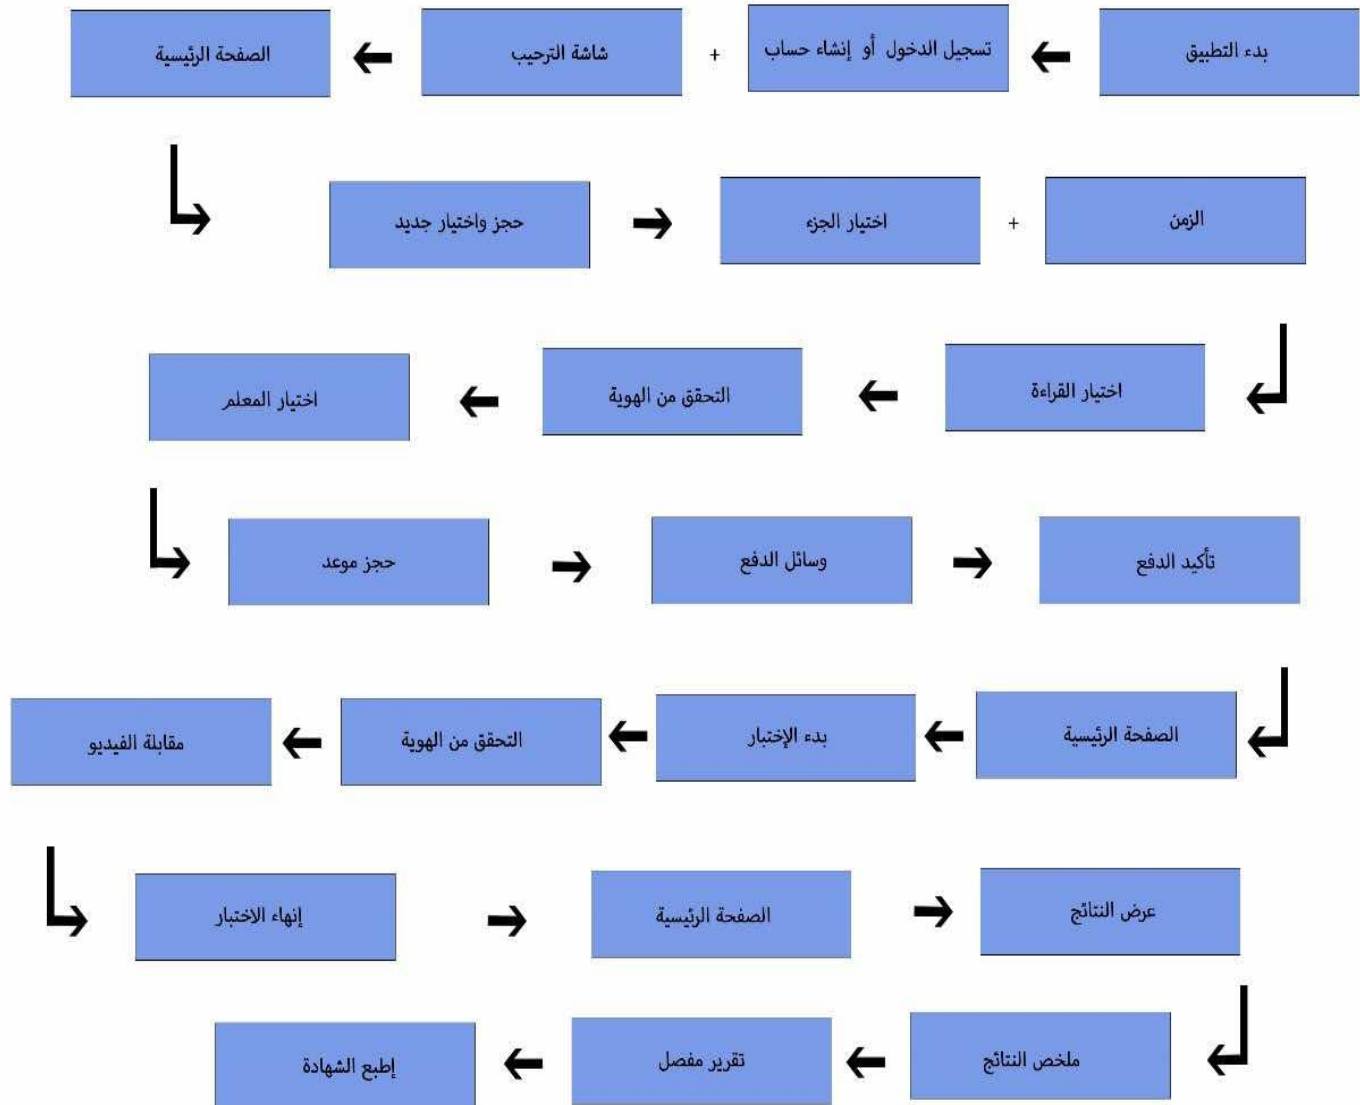 بدء التطبيق
تسجيل الدخول أو إنشاء حساب
+
شاشة الترحيب
الصفحة الرئيسية
حجز واختيار جديد
اختيار الجزء
+
الزمن
اختيار القراءة
التحقق من الهوية
اختيار المعلم
حجز موعد
وسائل الدفع
تأكيد الدفع
الصفحة الرئيسية
بدء الإختبار
التحقق من الهوية
مقابلة الفيديو
إنهاء الاختبار
الصفحة الرئيسية
عرض النتائج
ملخص النتائج
تقرير مفصل
إطبع الشهادة